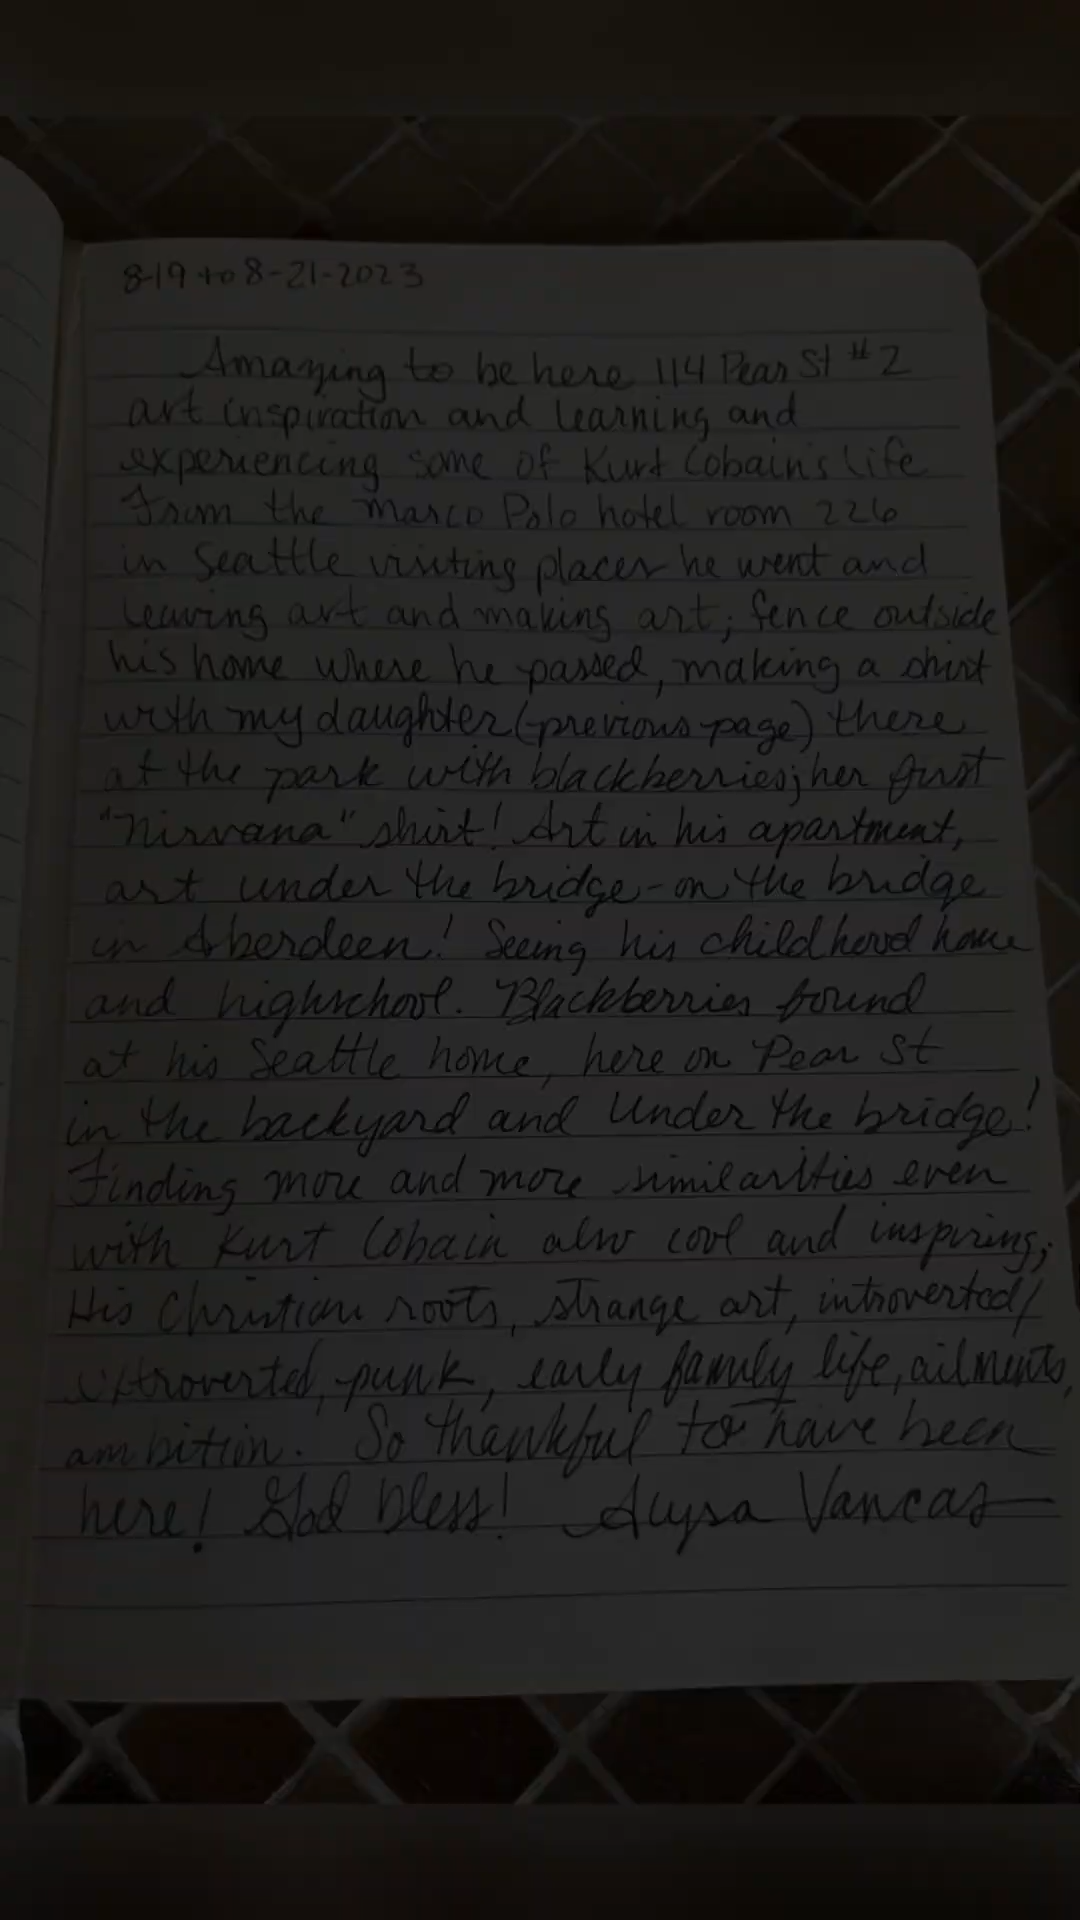 8-19 to 8-21-2023
Amazing to be here 114 Pear St #2
art inspiration and learning and
experiencing some of Kurt Cobain's life
From the Marco Polo hotel room 226
in Seattle visiting places he went and
leaving art and making art; fence outside
his home where he passed, making a shirt
with my daughter (previous page) there
at the park with blackberries; her first
"Nirvana" shirt! Art in his apartment,
art under the bridge - on the bridge
in Aberdeen! Seeing his childhood home
and highschool. Blackberries found
at his Seattle home, here on Pear St
in the backyard and Under the bridge!
Finding more and more similarities even
with Kurt Cobain also cool and inspiring;
His Christian roots, strange art, introverted/
extroverted, punk, early family life, ailments,
ambition. So thankful to have been
here! God bless! Alysa Vancas